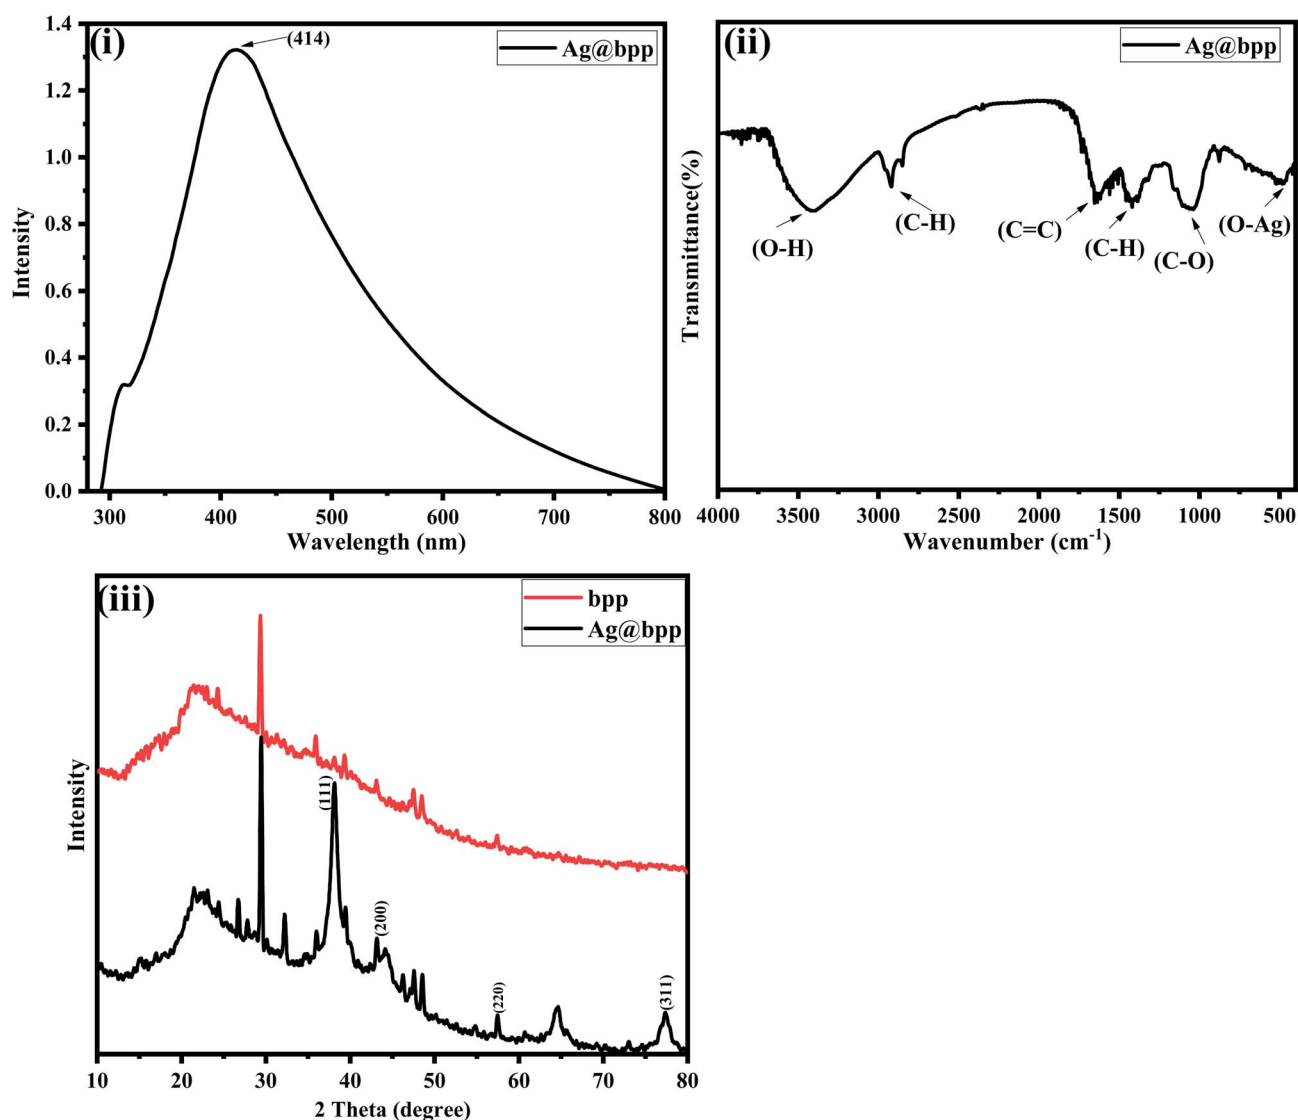 (i)
(414)
Ag@bpp
1.4
1.2
1.0
0.8
0.6
0.4
0.2
0.0
Intensity
300 400 500 600 700 800
Wavelength (nm)
(ii)
Ag@bpp
Transmittance(%)
(O-H)
(C-H)
(C=C)
(C-H)
(C-O)
(O-Ag)
4000 3500 3000 2500 2000 1500 1000 500
Wavenumber (cm⁻¹)
(iii)
bpp
Ag@bpp
Intensity
(111)
(200)
(220)
(311)
10 20 30 40 50 60 70 80
2 Theta (degree)